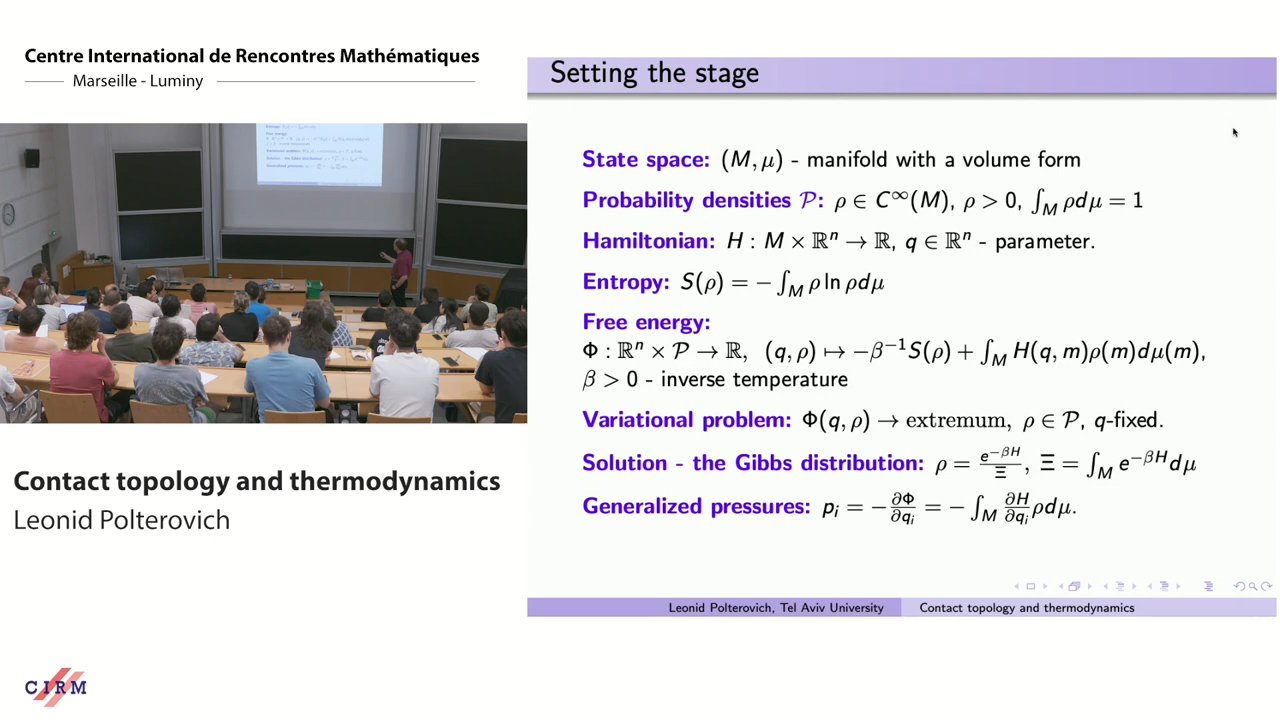 Centre International de Rencontres Mathématiques
Marseille - Luminy
Setting the stage
State space: (M, μ) - manifold with a volume form
Probability densities 𝒫: ρ ∈ C^∞(M), ρ > 0, ∫_M ρdμ = 1
Hamiltonian: H : M × ℝⁿ → ℝ, q ∈ ℝⁿ - parameter.
Entropy: S(ρ) = − ∫_M ρ ln ρdμ
Free energy:
Φ : ℝⁿ × 𝒫 → ℝ, (q, ρ) ↦ −β⁻¹S(ρ) + ∫_M H(q, m)ρ(m)dμ(m),
β > 0 - inverse temperature
Variational problem: Φ(q, ρ) → extremum, ρ ∈ 𝒫, q-fixed.
Solution - the Gibbs distribution: ρ = e^{−βH}/Ξ, Ξ = ∫_M e^{−βH}dμ
Generalized pressures: p_i = −∂Φ/∂q_i = − ∫_M ∂H/∂q_i ρdμ.
Leonid Polterovich, Tel Aviv University
Contact topology and thermodynamics
Contact topology and thermodynamics
Leonid Polterovich
CIRM